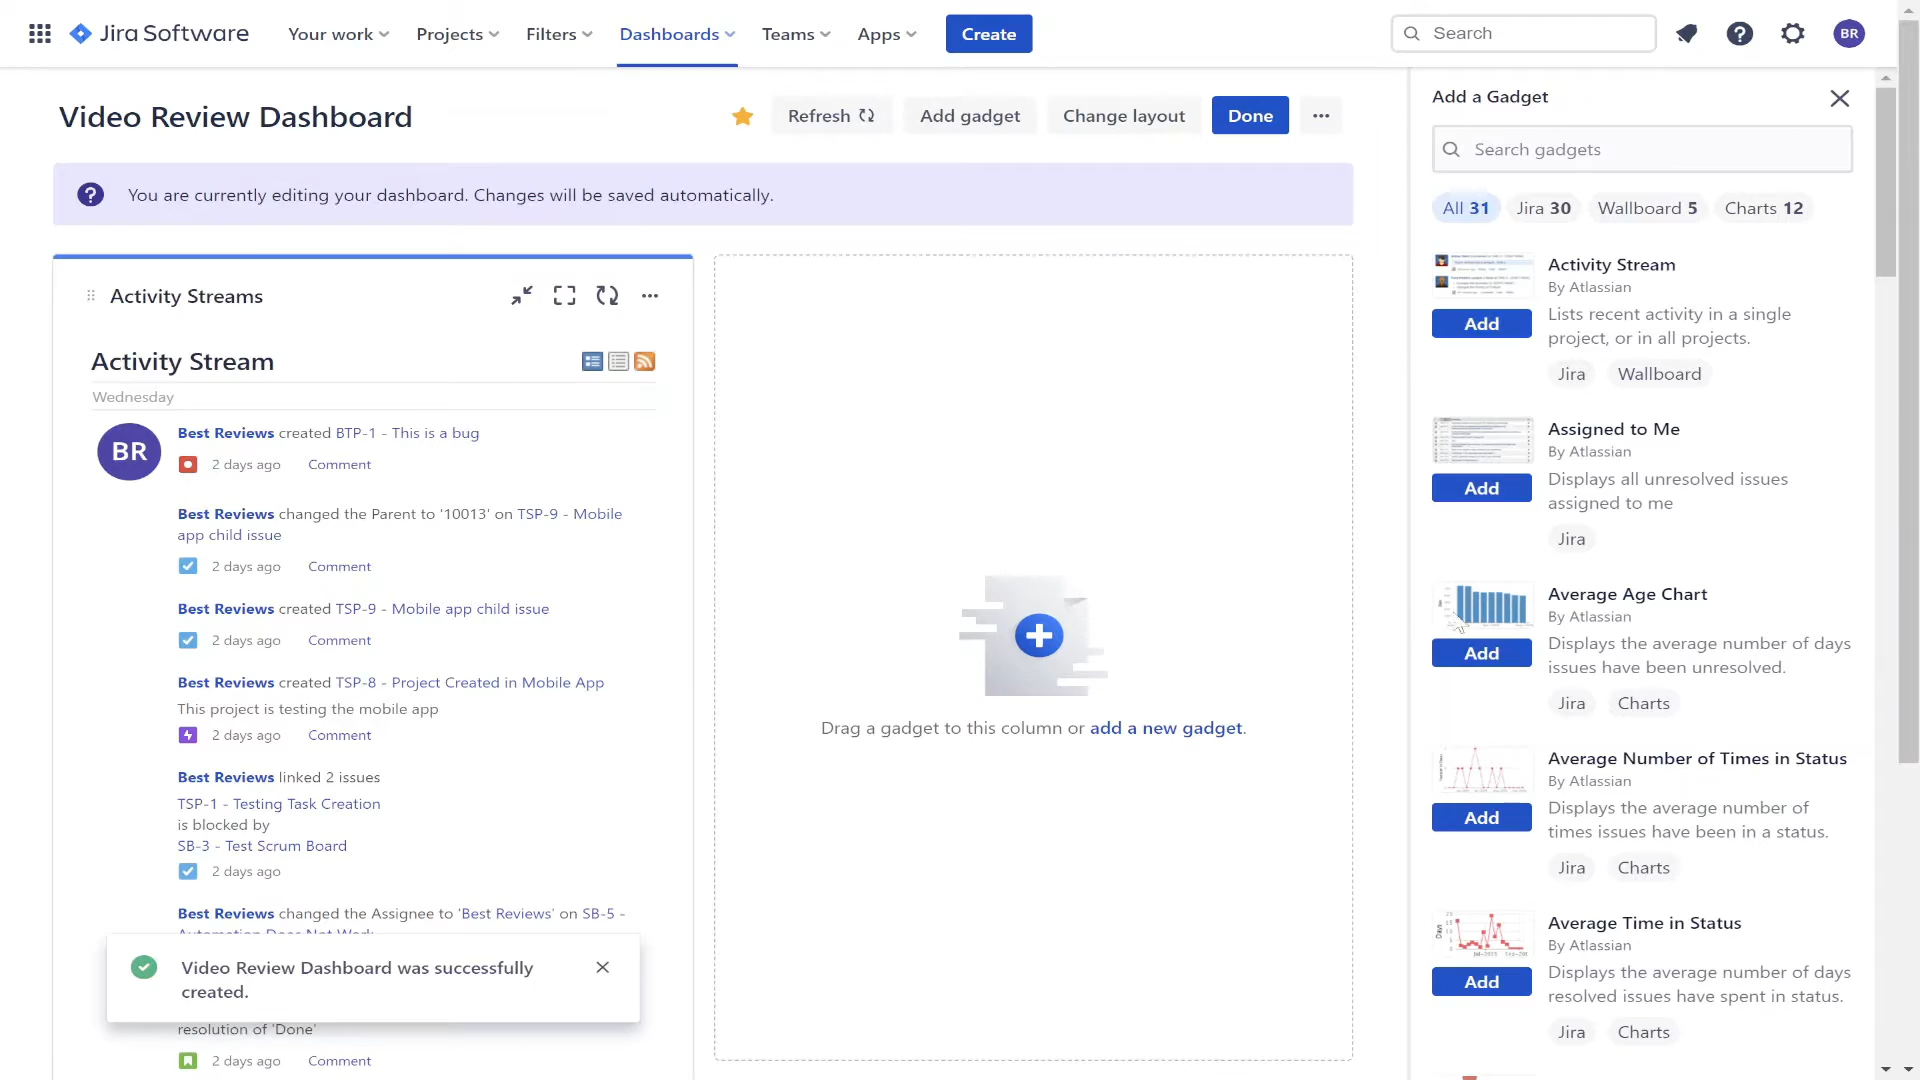 Jira Software
Your work
Projects
Filters
Dashboards
Teams
Apps
Create
Search
BR
Video Review Dashboard
Refresh
Add gadget
Change layout
Done
You are currently editing your dashboard. Changes will be saved automatically.
Activity Streams
Activity Stream
Wednesday
BR
Best Reviews created BTP-1 - This is a bug
2 days ago Comment
Best Reviews changed the Parent to '10013' on TSP-9 - Mobile
app child issue
2 days ago Comment
Best Reviews created TSP-9 - Mobile app child issue
2 days ago Comment
Best Reviews created TSP-8 - Project Created in Mobile App
This project is testing the mobile app
2 days ago Comment
Best Reviews linked 2 issues
TSP-1 - Testing Task Creation
is blocked by
SB-3 - Test Scrum Board
2 days ago
Best Reviews changed the Assignee to 'Best Reviews' on SB-5 -
Automation Does Not Work
Video Review Dashboard was successfully
created.
resolution of 'Done'
2 days ago Comment
Drag a gadget to this column or add a new gadget.
Add a Gadget
Search gadgets
All 31
Jira 30
Wallboard 5
Charts 12
Activity Stream
By Atlassian
Add
Lists recent activity in a single
project, or in all projects.
Jira
Wallboard
Assigned to Me
By Atlassian
Add
Displays all unresolved issues
assigned to me
Jira
Average Age Chart
By Atlassian
Add
Displays the average number of days
issues have been unresolved.
Jira
Charts
Average Number of Times in Status
By Atlassian
Add
Displays the average number of
times issues have been in a status.
Jira
Charts
Average Time in Status
By Atlassian
Add
Displays the average number of days
resolved issues have spent in status.
Jira
Charts